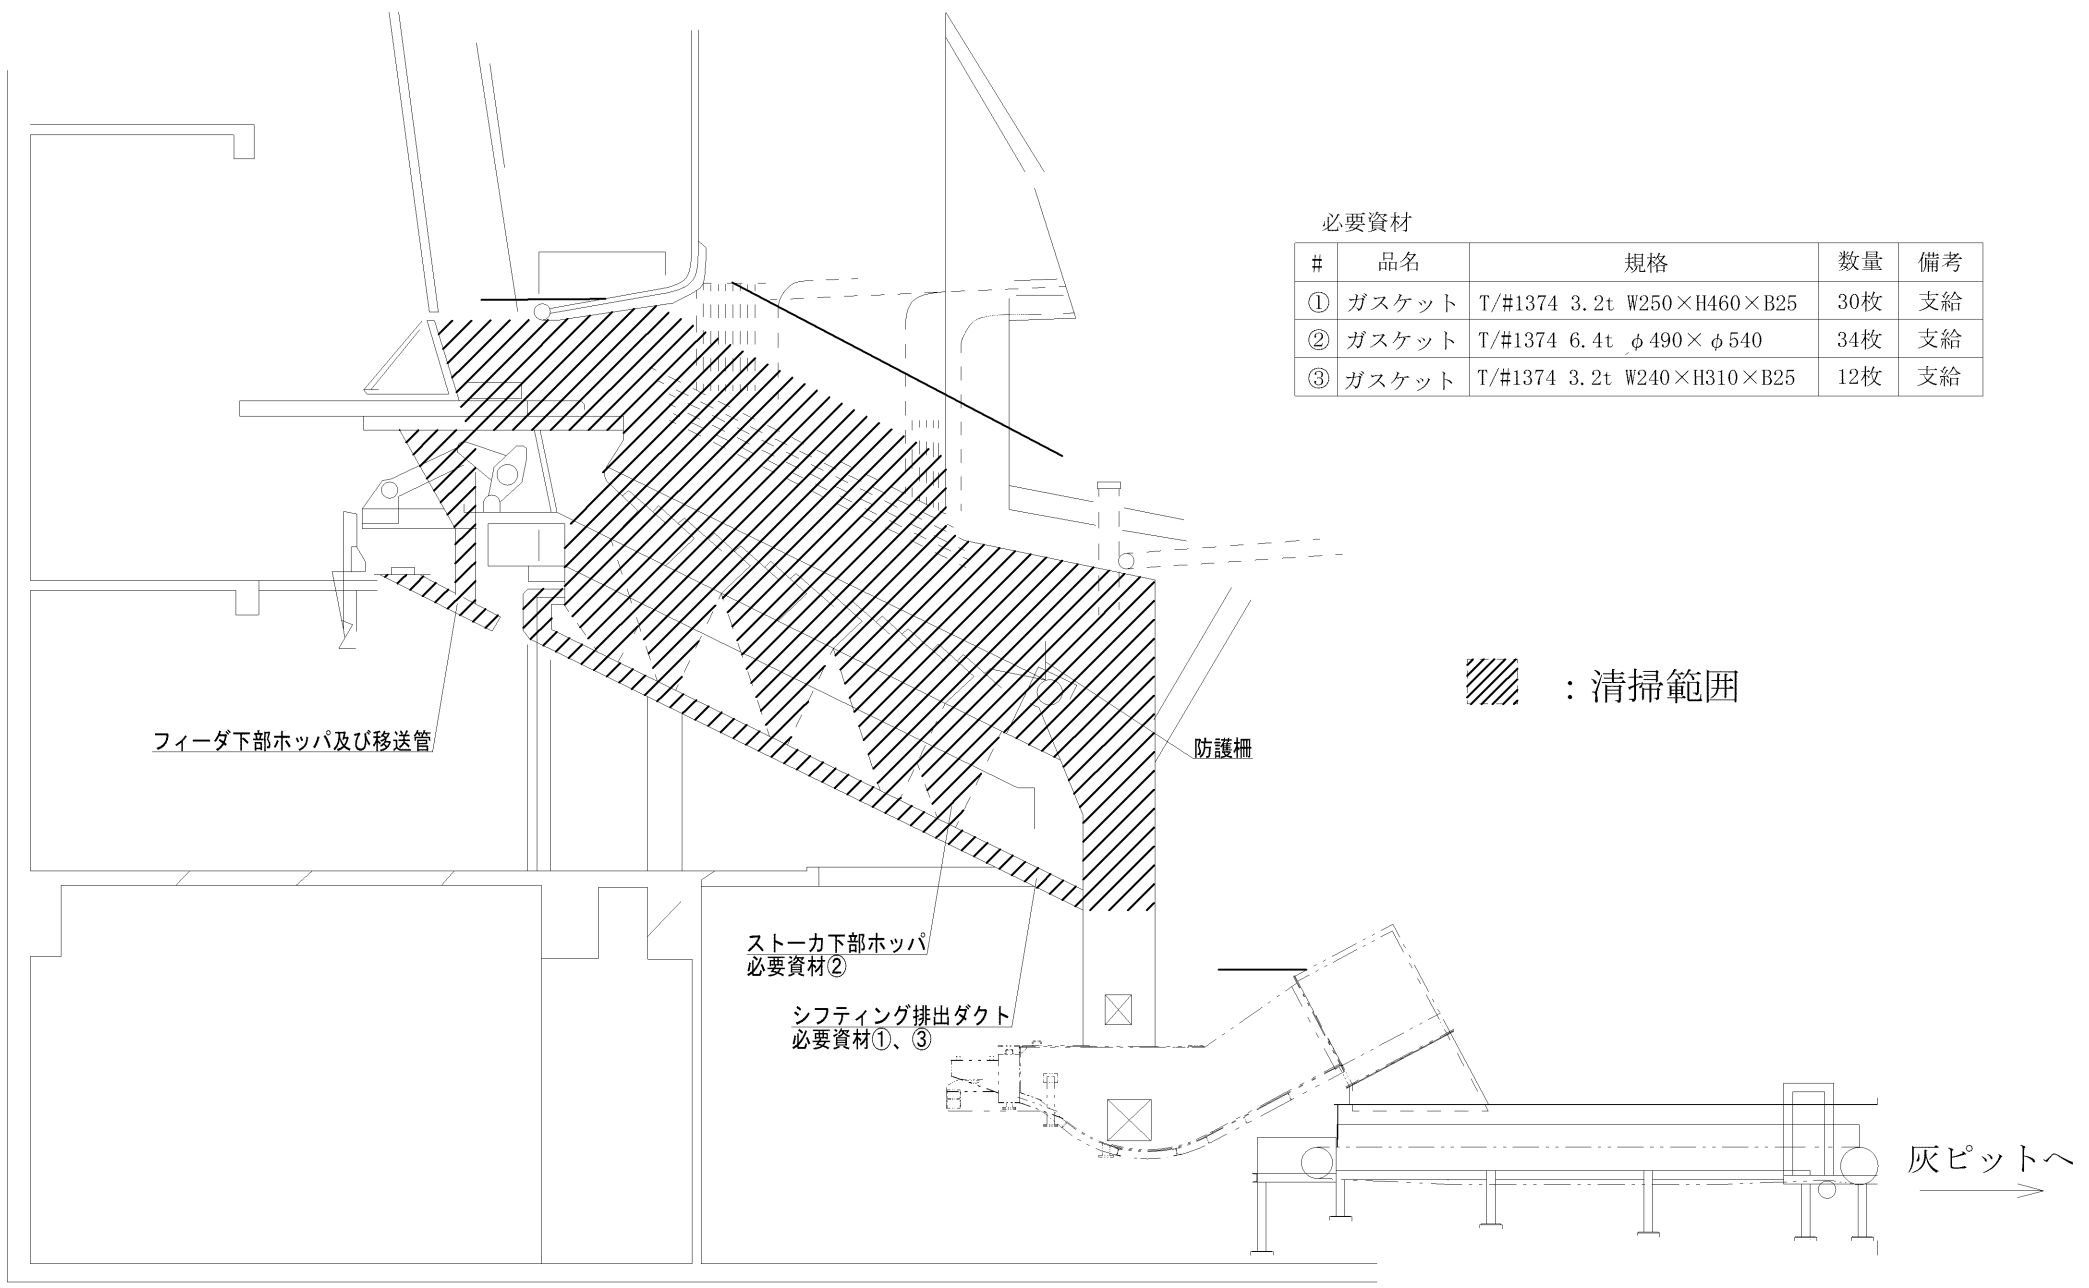 必要資材
# 品名 規格 数量 備考
① ガスケット T/#1374 3.2t W250×H460×B25 30枚 支給
② ガスケット T/#1374 6.4t φ490×φ540 34枚 支給
③ ガスケット T/#1374 3.2t W240×H310×B25 12枚 支給
：清掃範囲
フィーダ下部ホッパ及び移送管
防護柵
ストーカ下部ホッパ
必要資材②
シフティング排出ダクト
必要資材①、③
灰ピットへ